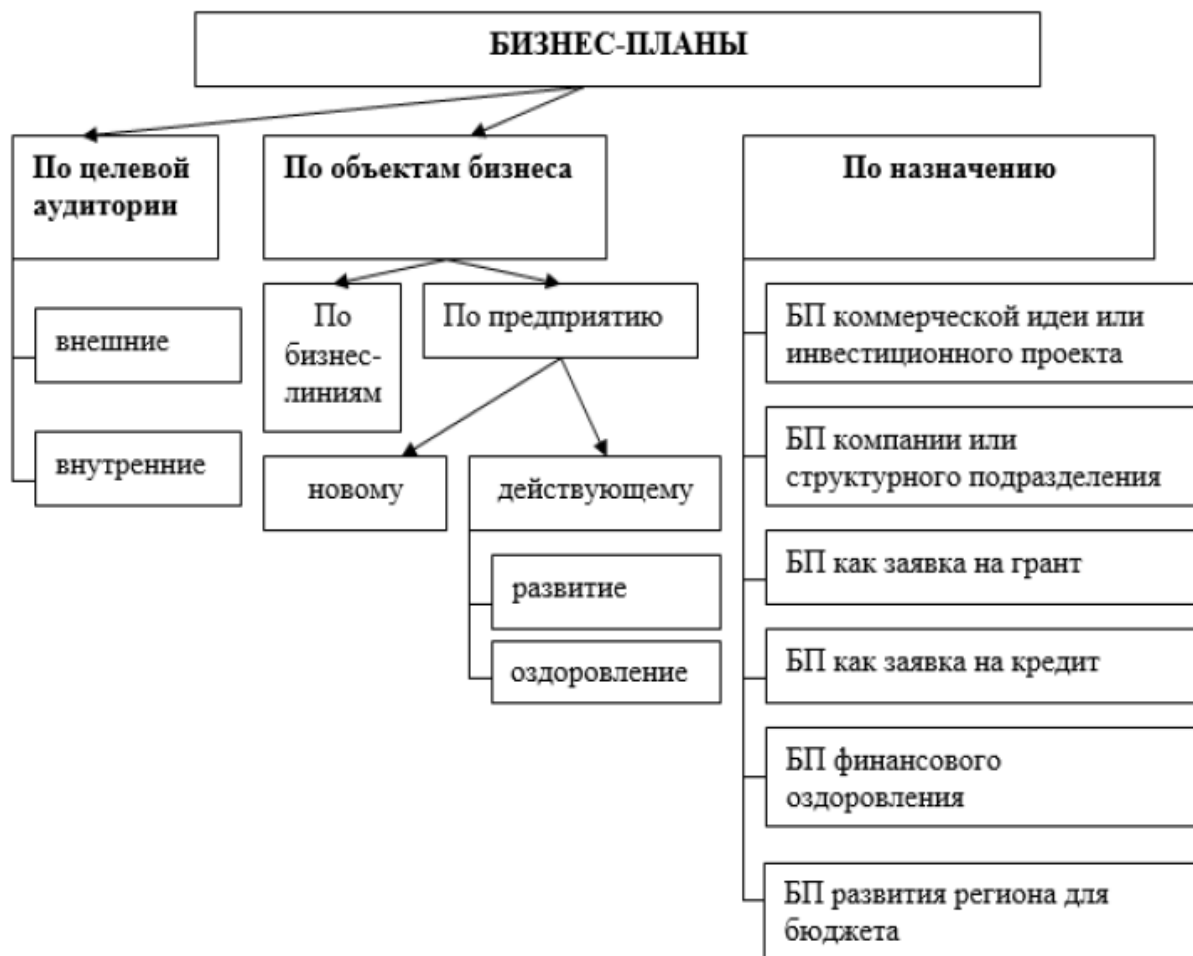 БИЗНЕС-ПЛАНЫ
По целевой
аудитории
внешние
внутренние
По объектам бизнеса
По
бизнес-
линиям
По предприятию
новому
действующему
развитие
оздоровление
По назначению
БП коммерческой идеи или
инвестиционного проекта
БП компании или
структурного подразделения
БП как заявка на грант
БП как заявка на кредит
БП финансового
оздоровления
БП развития региона для
бюджета